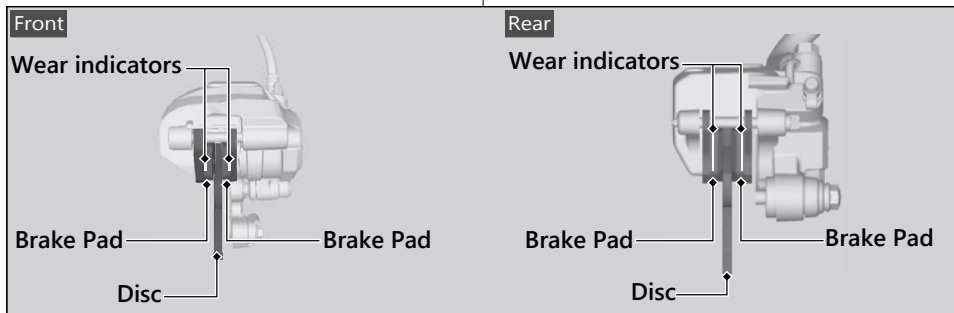 Front
Wear indicators
Brake Pad
Brake Pad
Disc
Rear
Wear indicators
Brake Pad
Brake Pad
Disc